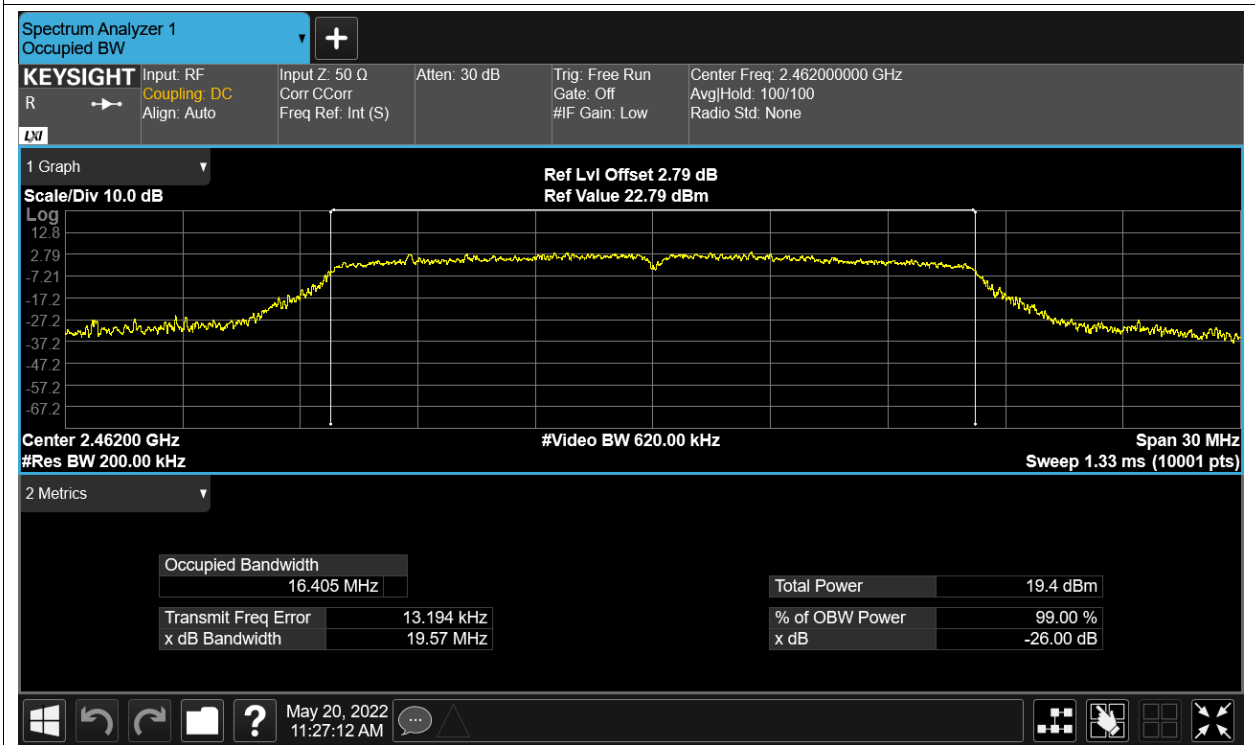 Spectrum Analyzer 1
Occupied BW
KEYSIGHT
R
LXI
Input: RF
Coupling: DC
Align: Auto
Input Z: 50 Ω
Corr CCorr
Freq Ref: Int (S)
Atten: 30 dB
Trig: Free Run
Gate: Off
#IF Gain: Low
Center Freq: 2.462000000 GHz
Avg|Hold: 100/100
Radio Std: None
1 Graph
Scale/Div 10.0 dB
Ref Lvl Offset 2.79 dB
Ref Value 22.79 dBm
Log
12.8
2.79
-7.21
-17.2
-27.2
-37.2
-47.2
-57.2
-67.2
Center 2.46200 GHz
#Res BW 200.00 kHz
#Video BW 620.00 kHz
Span 30 MHz
Sweep 1.33 ms (10001 pts)
2 Metrics
Occupied Bandwidth
16.405 MHz
Transmit Freq Error 13.194 kHz
x dB Bandwidth 19.57 MHz
Total Power 19.4 dBm
% of OBW Power 99.00 %
x dB -26.00 dB
May 20, 2022
11:27:12 AM